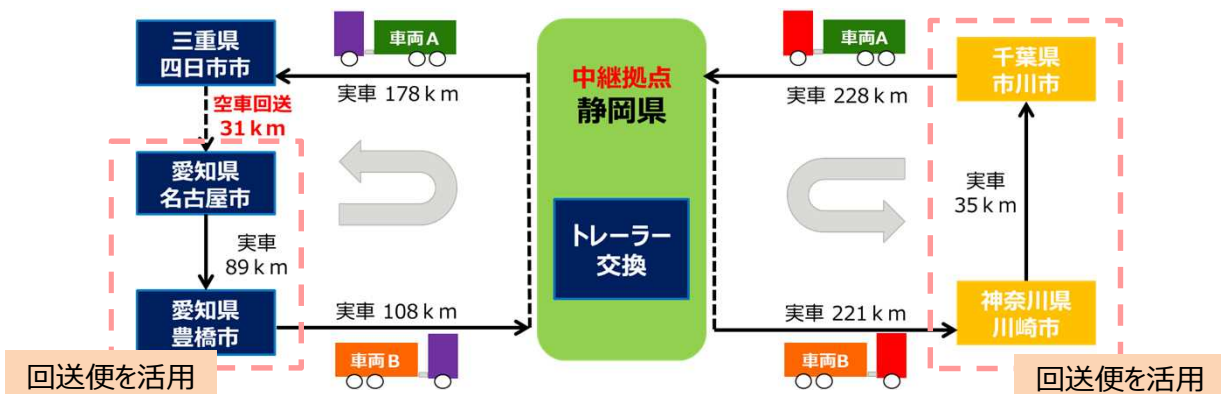 三重県
四日市市
空車回送
31km
愛知県
名古屋市
実車
89km
愛知県
豊橋市
回送便を活用
車両A
実車 178km
実車 108km
車両B
中継拠点
静岡県
トレーラー
交換
車両A
実車 228km
実車 221km
車両B
千葉県
市川市
実車
35km
神奈川県
川崎市
回送便を活用